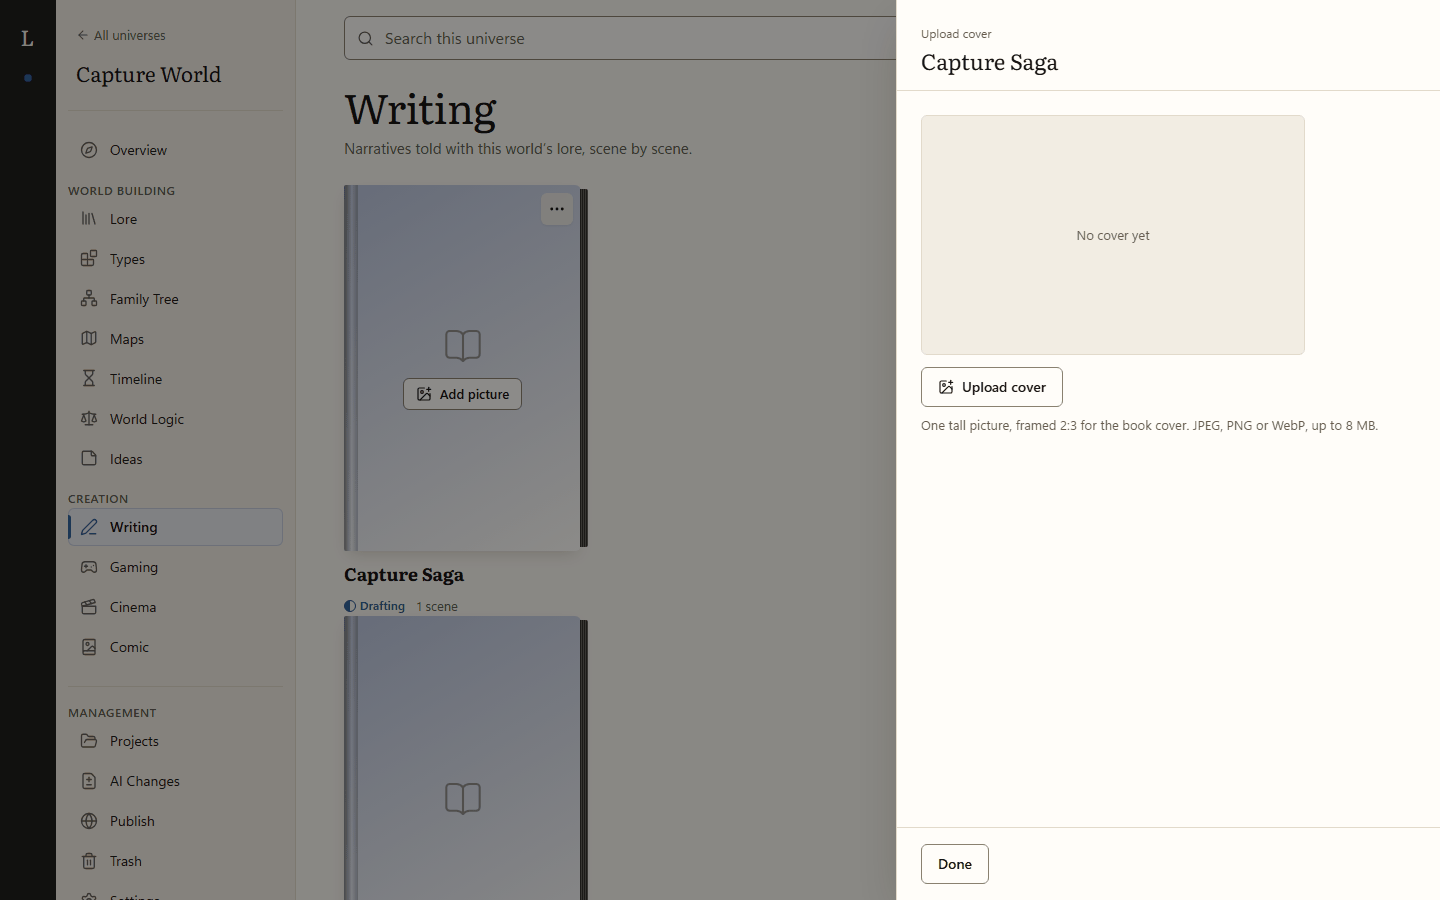 L
All universes
Capture World
Overview
WORLD BUILDING
Lore
Types
Family Tree
Maps
Timeline
World Logic
Ideas
CREATION
Writing
Gaming
Cinema
Comic
MANAGEMENT
Projects
AI Changes
Publish
Trash
Settings
Search this universe
Writing
Narratives told with this world's lore, scene by scene.
Add picture
Capture Saga
Drafting 1 scene
Upload cover
Capture Saga
No cover yet
Upload cover
One tall picture, framed 2:3 for the book cover. JPEG, PNG or WebP, up to 8 MB.
Done